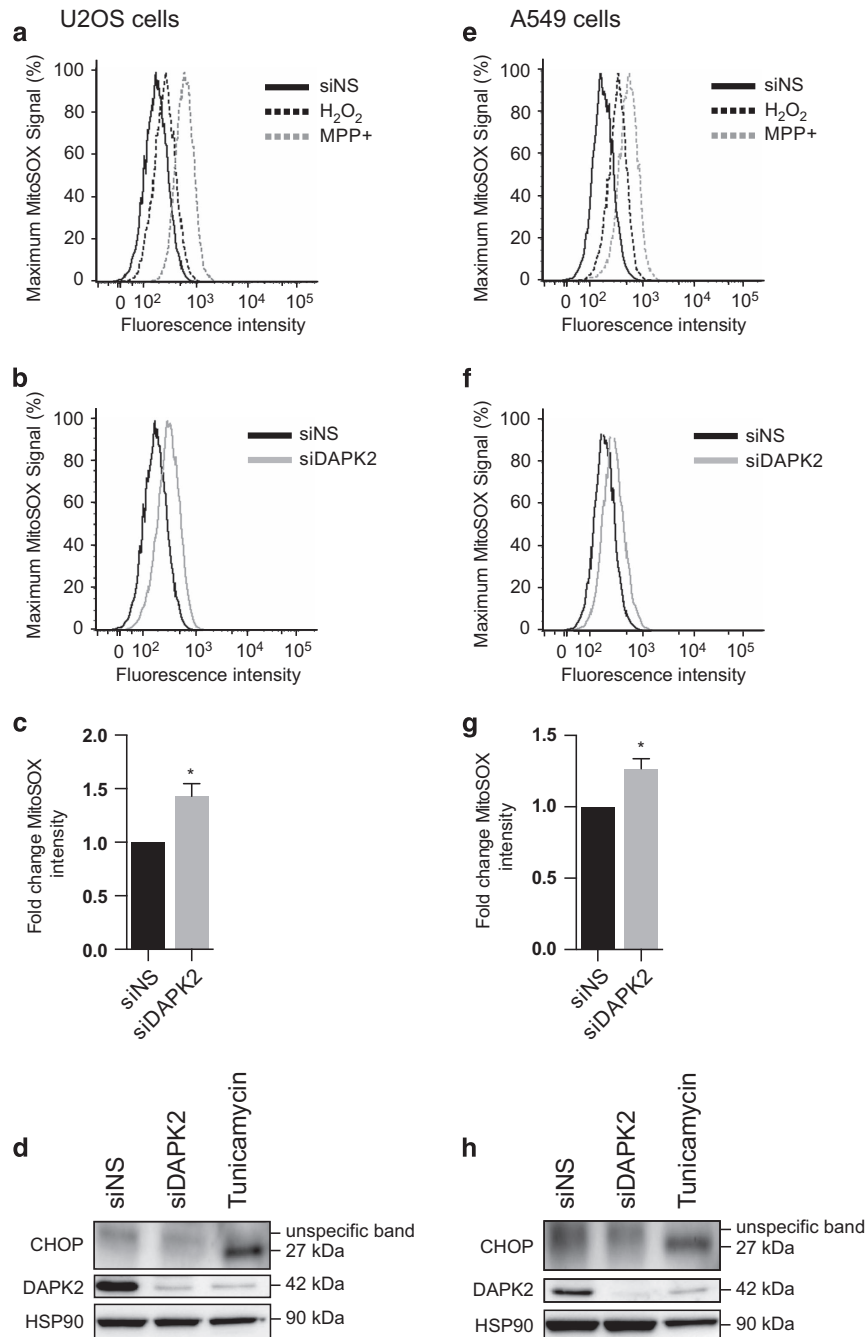 U2OS cells
a
Maximum MitoSOX Signal (%)
100
80
60
40
20
0
0 10² 10³ 10⁴ 10⁵
Fluorescence intensity
siNS
H₂O₂
MPP+
b
Maximum MitoSOX Signal (%)
100
80
60
40
20
0
0 10² 10³ 10⁴ 10⁵
Fluorescence intensity
siNS
siDAPK2
c
Fold change MitoSOX
intensity
2.0
1.5
1.0
0.5
0.0
*
siNS
siDAPK2
d
siNS
siDAPK2
Tunicamycin
CHOP
unspecific band
27 kDa
DAPK2
42 kDa
HSP90
90 kDa
A549 cells
e
Maximum MitoSOX Signal (%)
100
80
60
40
20
0
0 10² 10³ 10⁴ 10⁵
Fluorescence intensity
siNS
H₂O₂
MPP+
f
Maximum MitoSOX Signal (%)
100
80
60
40
20
0
0 10² 10³ 10⁴ 10⁵
Fluorescence intensity
siNS
siDAPK2
g
Fold change MitoSOX
intensity
1.5
1.0
0.5
0.0
*
siNS
siDAPK2
h
siNS
siDAPK2
Tunicamycin
CHOP
unspecific band
27 kDa
DAPK2
42 kDa
HSP90
90 kDa